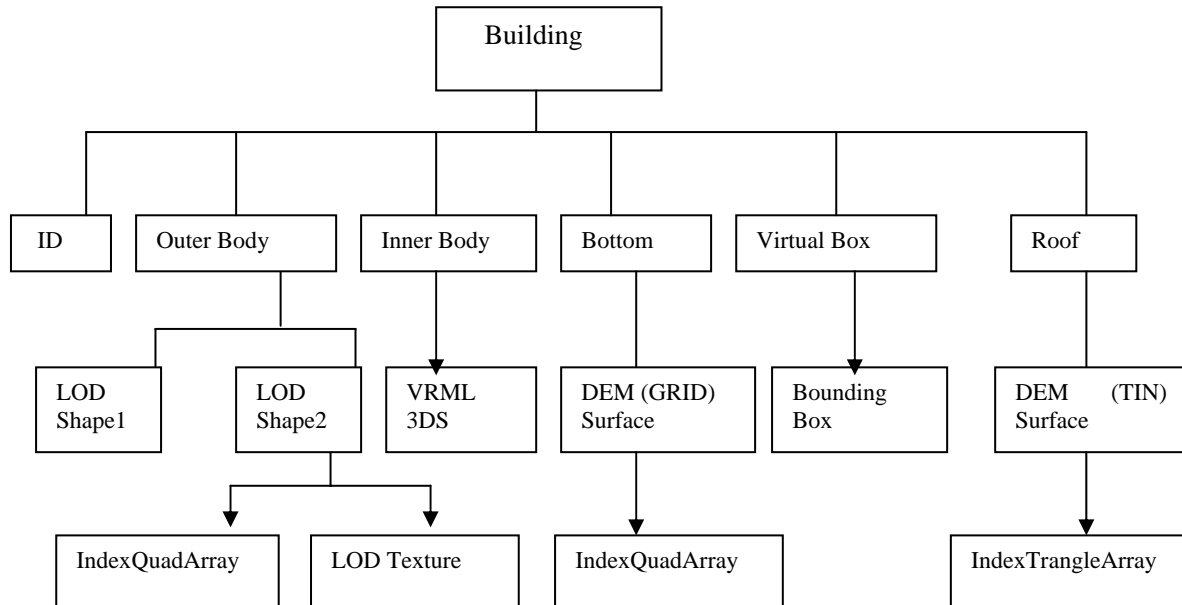 Building
ID
Outer Body
Inner Body
Bottom
Virtual Box
Roof
LOD
Shape1
LOD
Shape2
VRML
3DS
DEM (GRID)
Surface
Bounding
Box
DEM (TIN)
Surface
IndexQuadArray
LOD Texture
IndexQuadArray
IndexTrangleArray